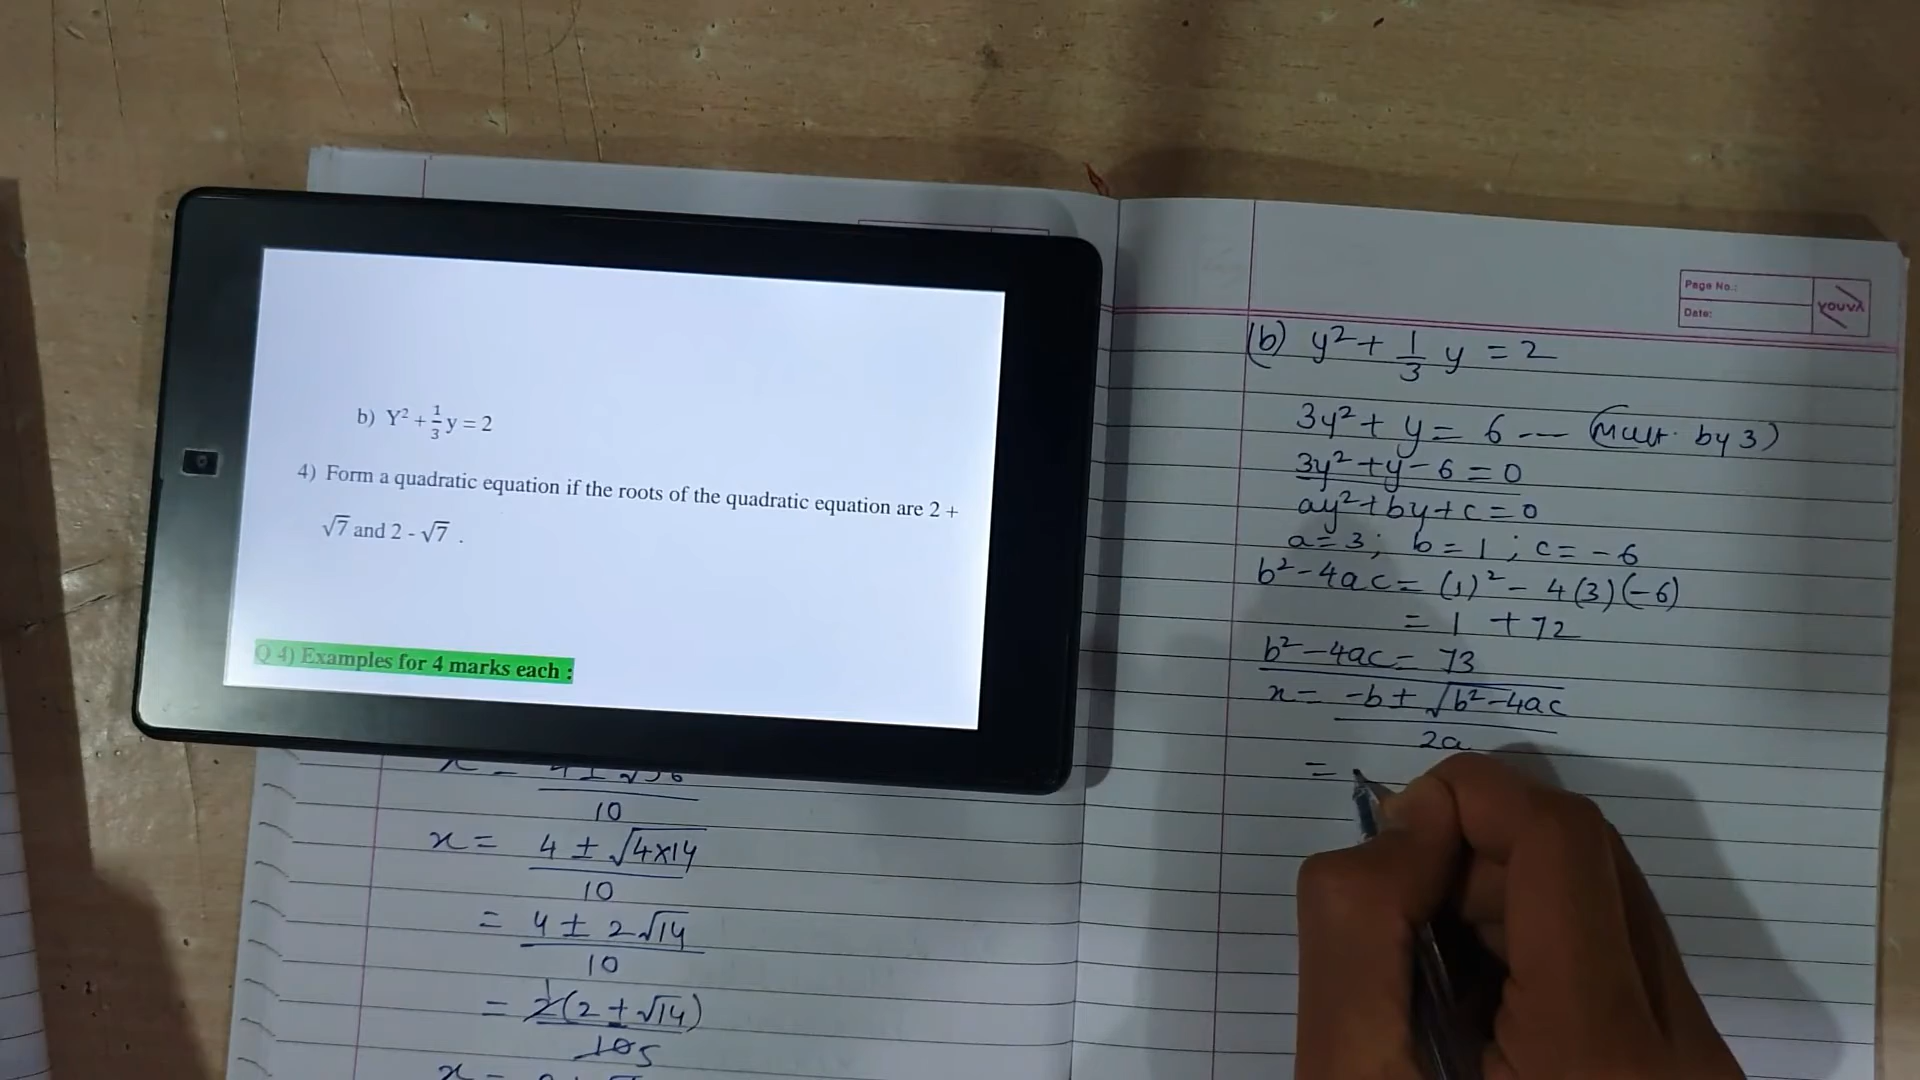 b) Y² + 1/3 y = 2
4) Form a quadratic equation if the roots of the quadratic equation are 2 +
√7 and 2 - √7 .
Q 4) Examples for 4 marks each :
10
x = 4 ± √4×14
10
= 4 ± 2√14
10
= 2(2 ± √14)
10 5
Page No.:
Date:
YOUVA
(b) y² + 1/3 y = 2
3y² + y = 6 --- (Mult. by 3)
3y² + y - 6 = 0
ay² + by + c = 0
a = 3; b = 1; c = -6
b² - 4ac = (1)² - 4(3)(-6)
= 1 + 72
b² - 4ac = 73
x = -b ± √b² - 4ac
2a
=